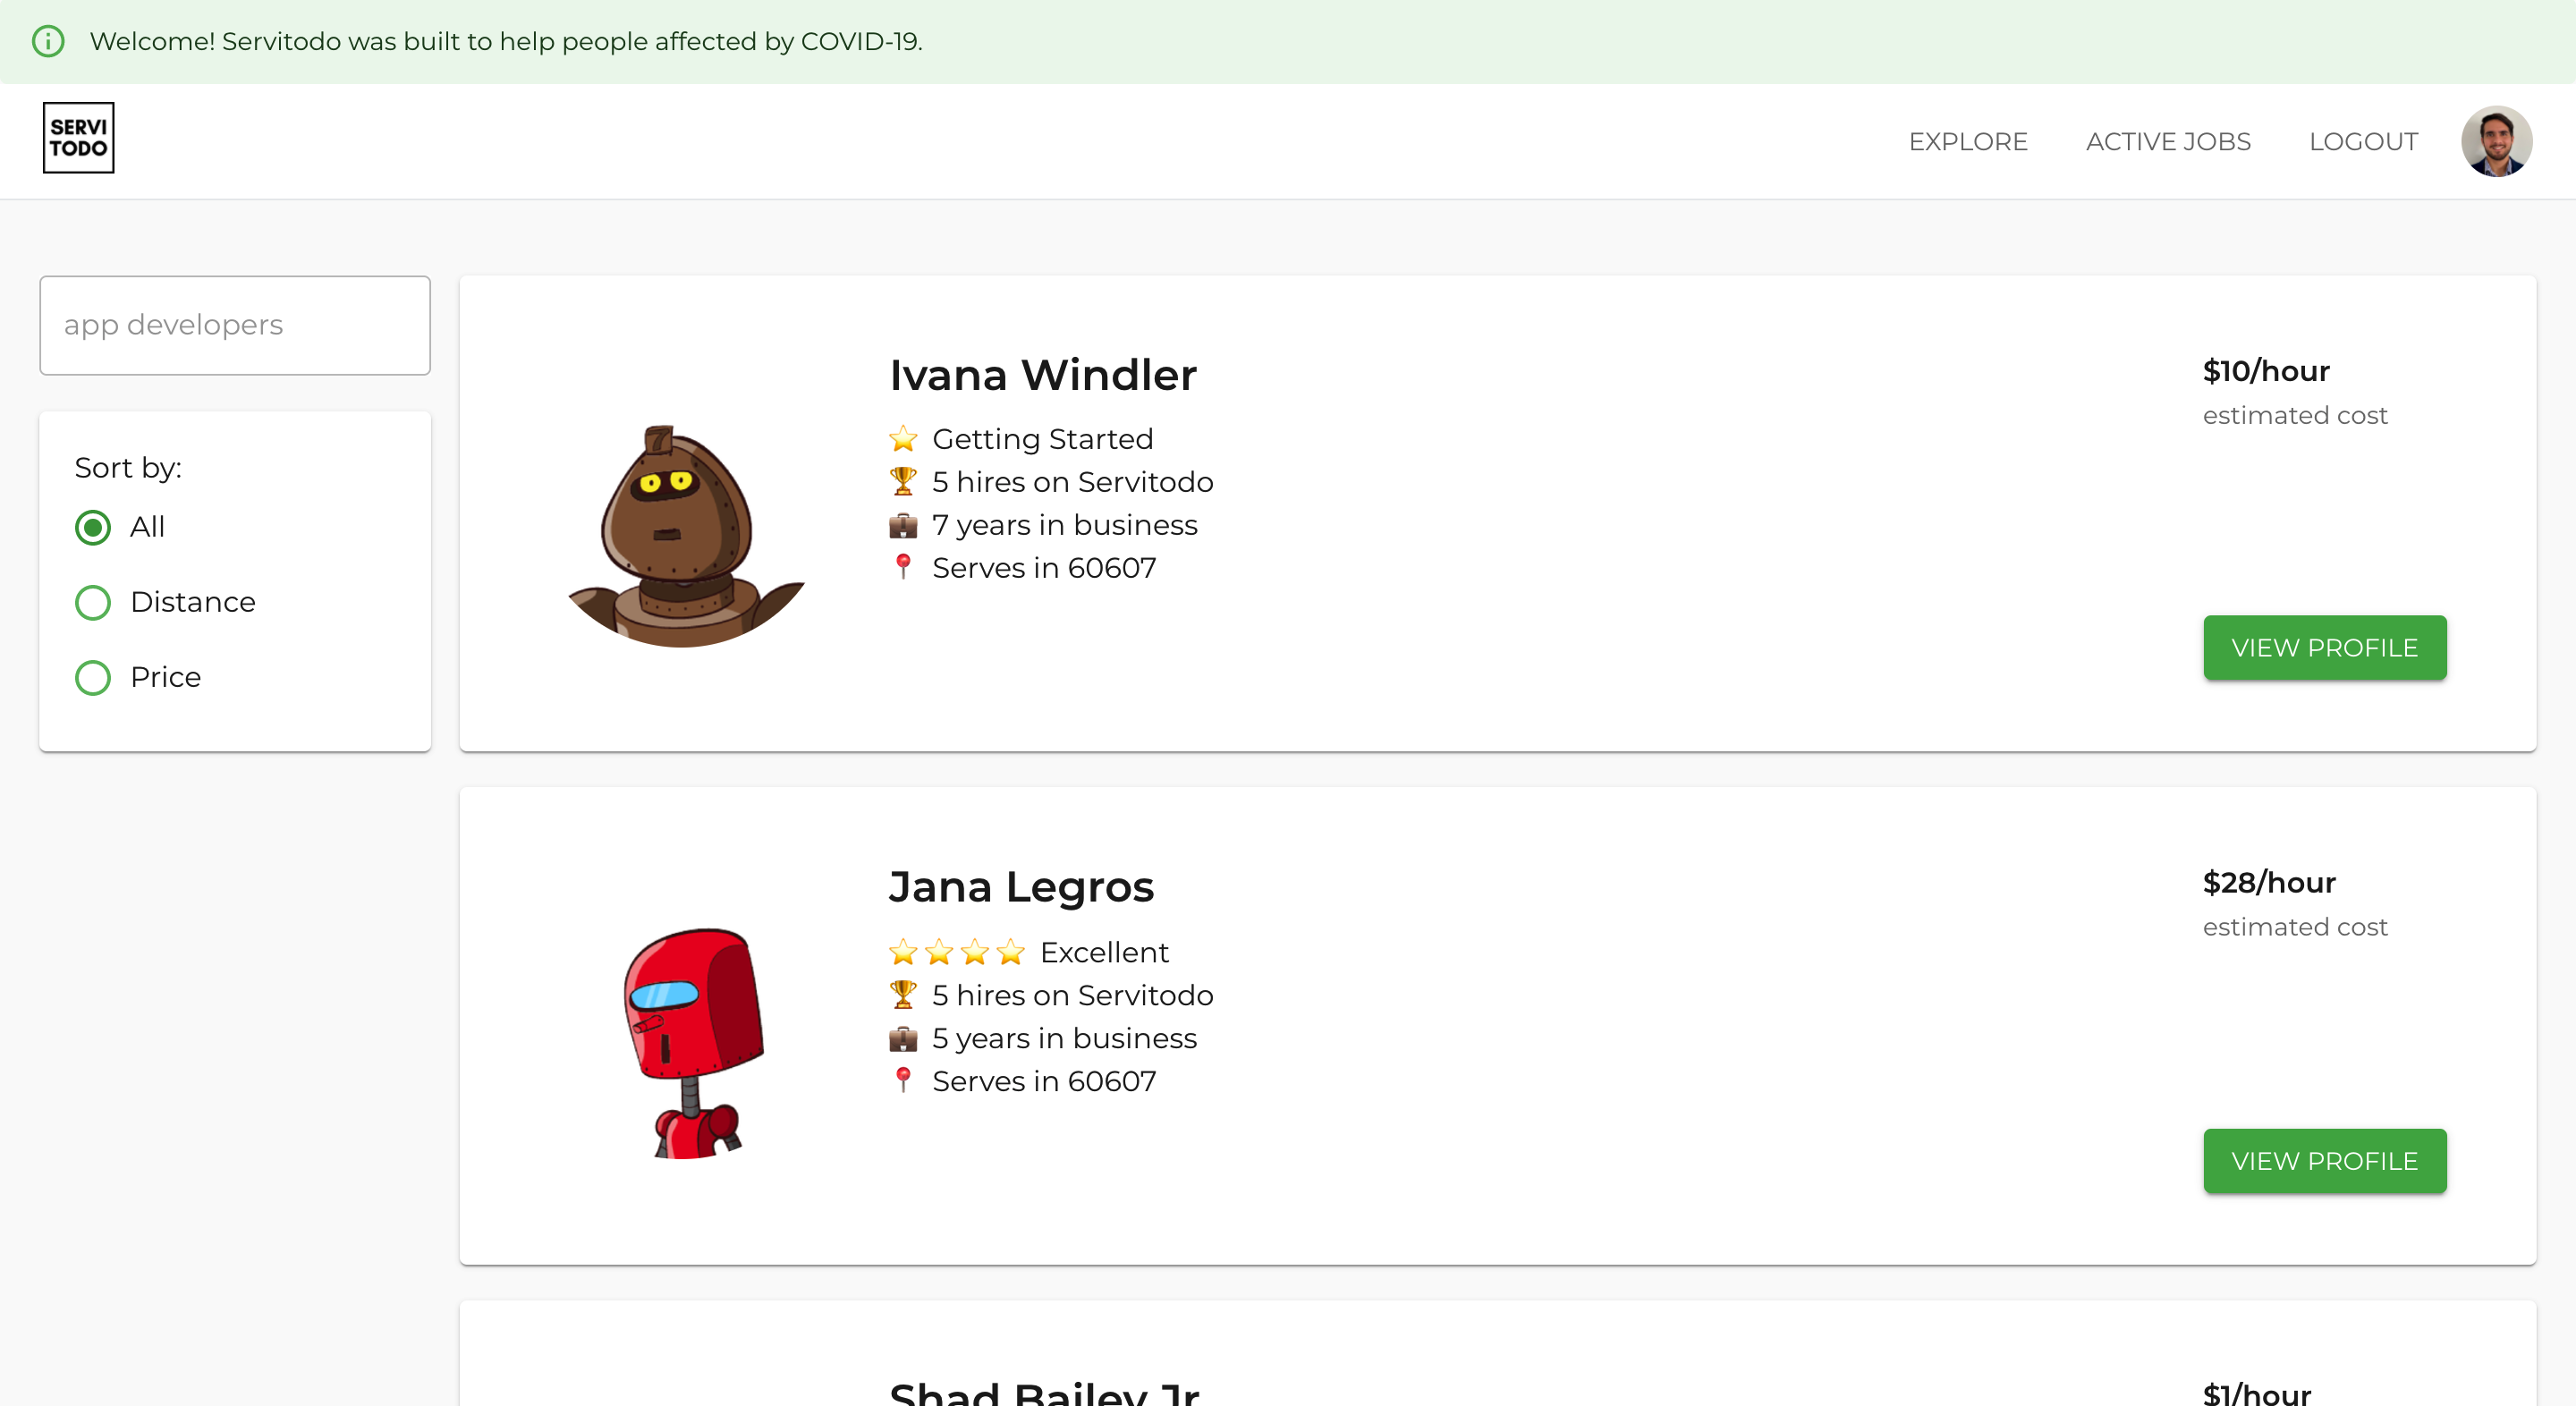 Welcome! Servitodo was built to help people affected by COVID-19.
SERVI
TODO
EXPLORE
ACTIVE JOBS
LOGOUT
app developers
Sort by:
All
Distance
Price
Ivana Windler
⭐ Getting Started
🏆 5 hires on Servitodo
💼 7 years in business
📍 Serves in 60607
$10/hour
estimated cost
VIEW PROFILE
Jana Legros
⭐⭐⭐⭐ Excellent
🏆 5 hires on Servitodo
💼 5 years in business
📍 Serves in 60607
$28/hour
estimated cost
VIEW PROFILE
Shad Bailey Jr
$1/hour